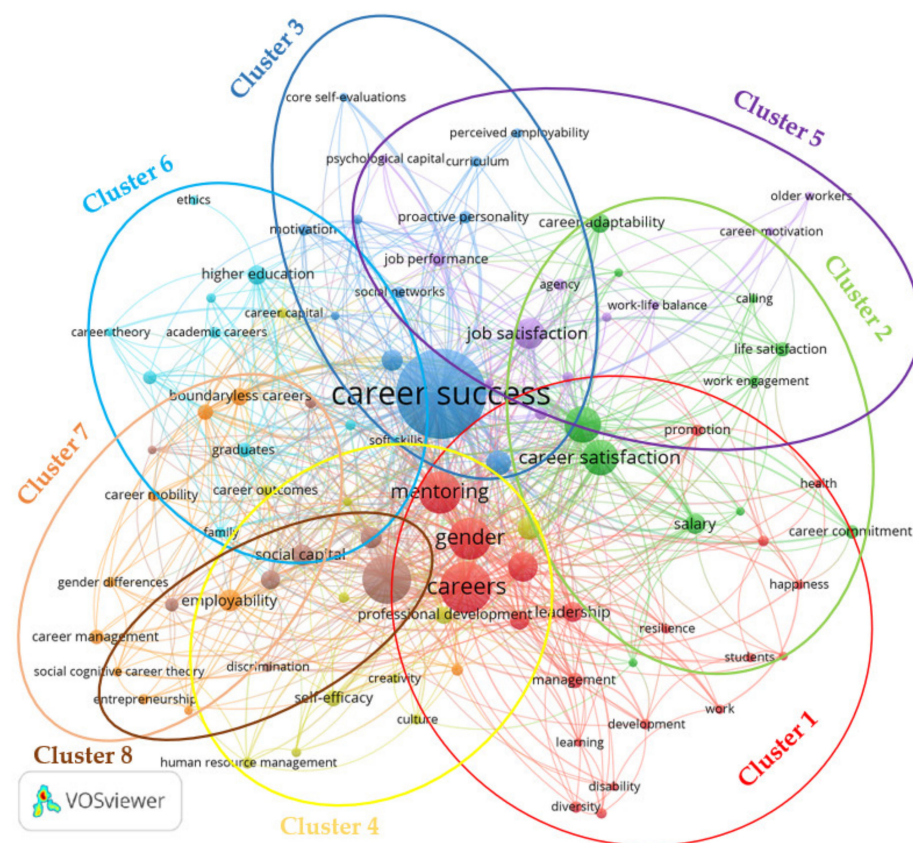 Cluster 3
core self-evaluations
Cluster 5
perceived employability
psychological capital
curriculum
Cluster 6
ethics
older workers
proactive personality
career adaptability
motivation
career motivation
job performance
higher education
agency
social networks
calling
work-life balance
Cluster 2
career capital
career theory
academic careers
job satisfaction
life satisfaction
work engagement
career success
boundaryless careers
soft skills
promotion
Cluster 7
graduates
career satisfaction
health
career outcomes
mentoring
career mobility
salary
family
gender
career commitment
social capital
gender differences
careers
happiness
employability
professional development
leadership
resilience
career management
students
social cognitive career theory
discrimination
creativity
management
entrepreneurship
self-efficacy
culture
work
development
Cluster 8
human resource management
learning
Cluster 1
disability
VOSviewer
diversity
Cluster 4